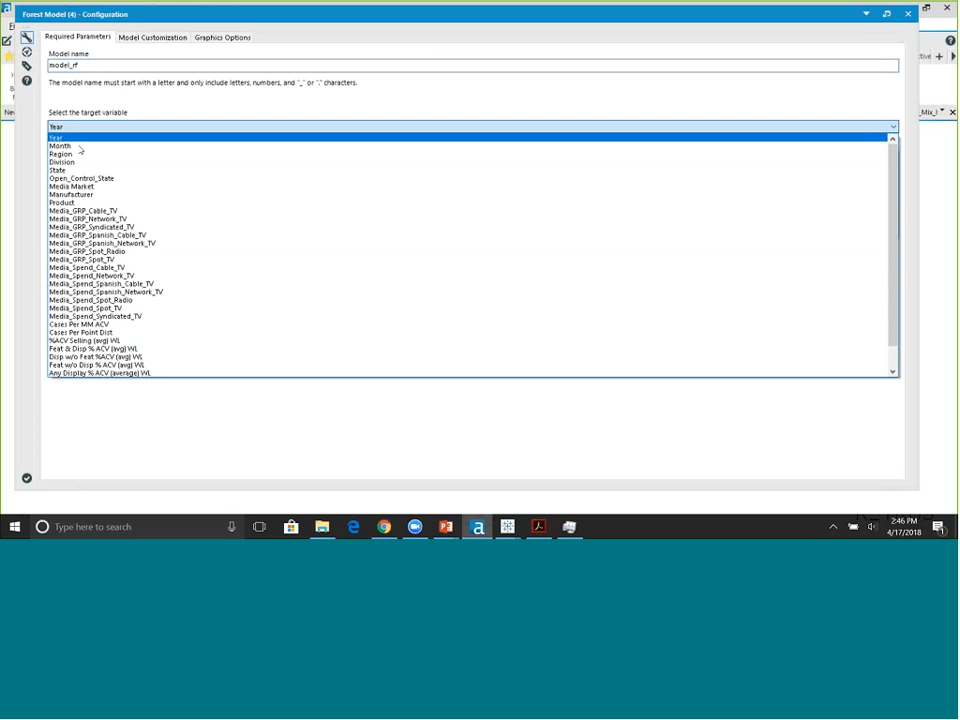 Forest Model (4) - Configuration
Required Parameters
Model Customization
Graphics Options
Model name
model_rf
The model name must start with a letter and only include letters, numbers, and "_" or "." characters.
Select the target variable
Year
Year
Month
Region
Division
State
Open_Control_State
Media Market
Manufacturer
Product
Media_GRP_Cable_TV
Media_GRP_Network_TV
Media_GRP_Syndicated_TV
Media_GRP_Spanish_Cable_TV
Media_GRP_Spanish_Network_TV
Media_GRP_Spot_Radio
Media_GRP_Spot_TV
Media_Spend_Cable_TV
Media_Spend_Network_TV
Media_Spend_Spanish_Cable_TV
Media_Spend_Spanish_Network_TV
Media_Spend_Spot_Radio
Media_Spend_Spot_TV
Media_Spend_Syndicated_TV
Cases Per MM ACV
Cases Per Point Dist
%ACV Selling (avg) WL
Feat & Disp % ACV (avg) WL
Disp w/o Feat %ACV (avg) WL
Feat w/o Disp % ACV (avg) WL
Any Display % ACV (average) WL
Type here to search
2:46 PM
4/17/2018